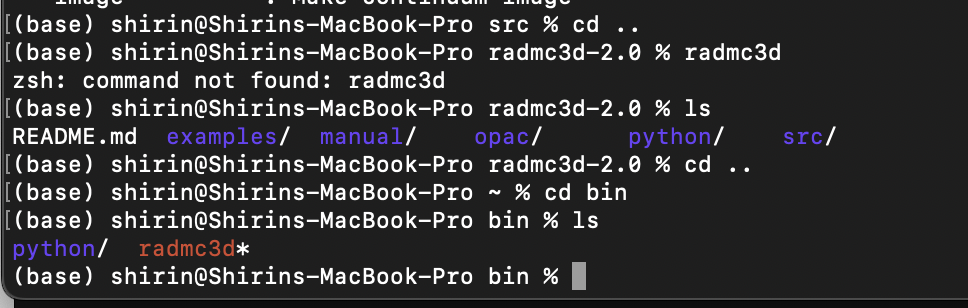 image : Make continuum image
[(base) shirin@Shirins-MacBook-Pro src % cd ..
[(base) shirin@Shirins-MacBook-Pro radmc3d-2.0 % radmc3d
zsh: command not found: radmc3d
[(base) shirin@Shirins-MacBook-Pro radmc3d-2.0 % ls
README.md examples/ manual/ opac/ python/ src/
[(base) shirin@Shirins-MacBook-Pro radmc3d-2.0 % cd ..
[(base) shirin@Shirins-MacBook-Pro ~ % cd bin
[(base) shirin@Shirins-MacBook-Pro bin % ls
python/ radmc3d*
(base) shirin@Shirins-MacBook-Pro bin %